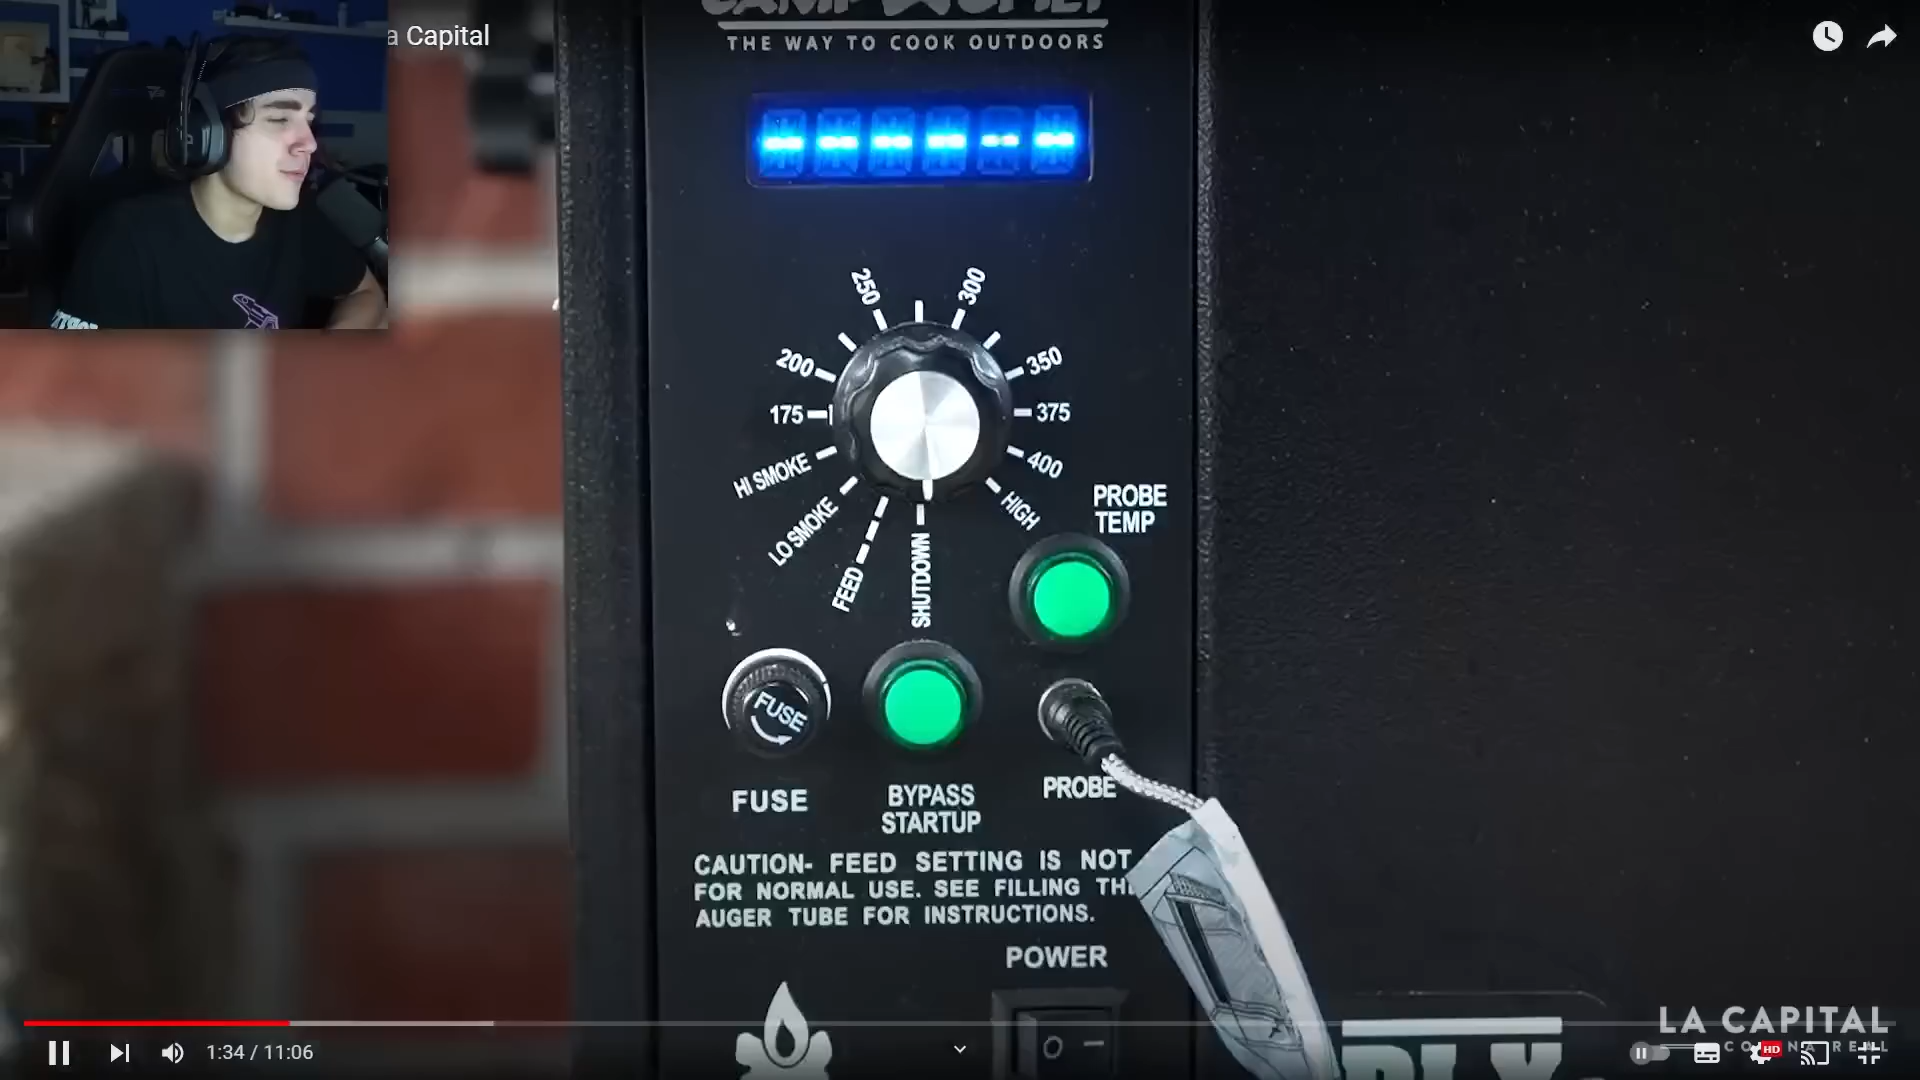 a Capital
THE WAY TO COOK OUTDOORS
250
300
200
350
175
375
HI SMOKE
400
LO SMOKE
HIGH
FEED
SHUTDOWN
PROBE
TEMP
FUSE
FUSE
BYPASS
STARTUP
PROBE
CAUTION- FEED SETTING IS NOT
FOR NORMAL USE. SEE FILLING
AUGER TUBE FOR INSTRUCTIONS.
POWER
LA CAPITAL
1:34 / 11:06
HD